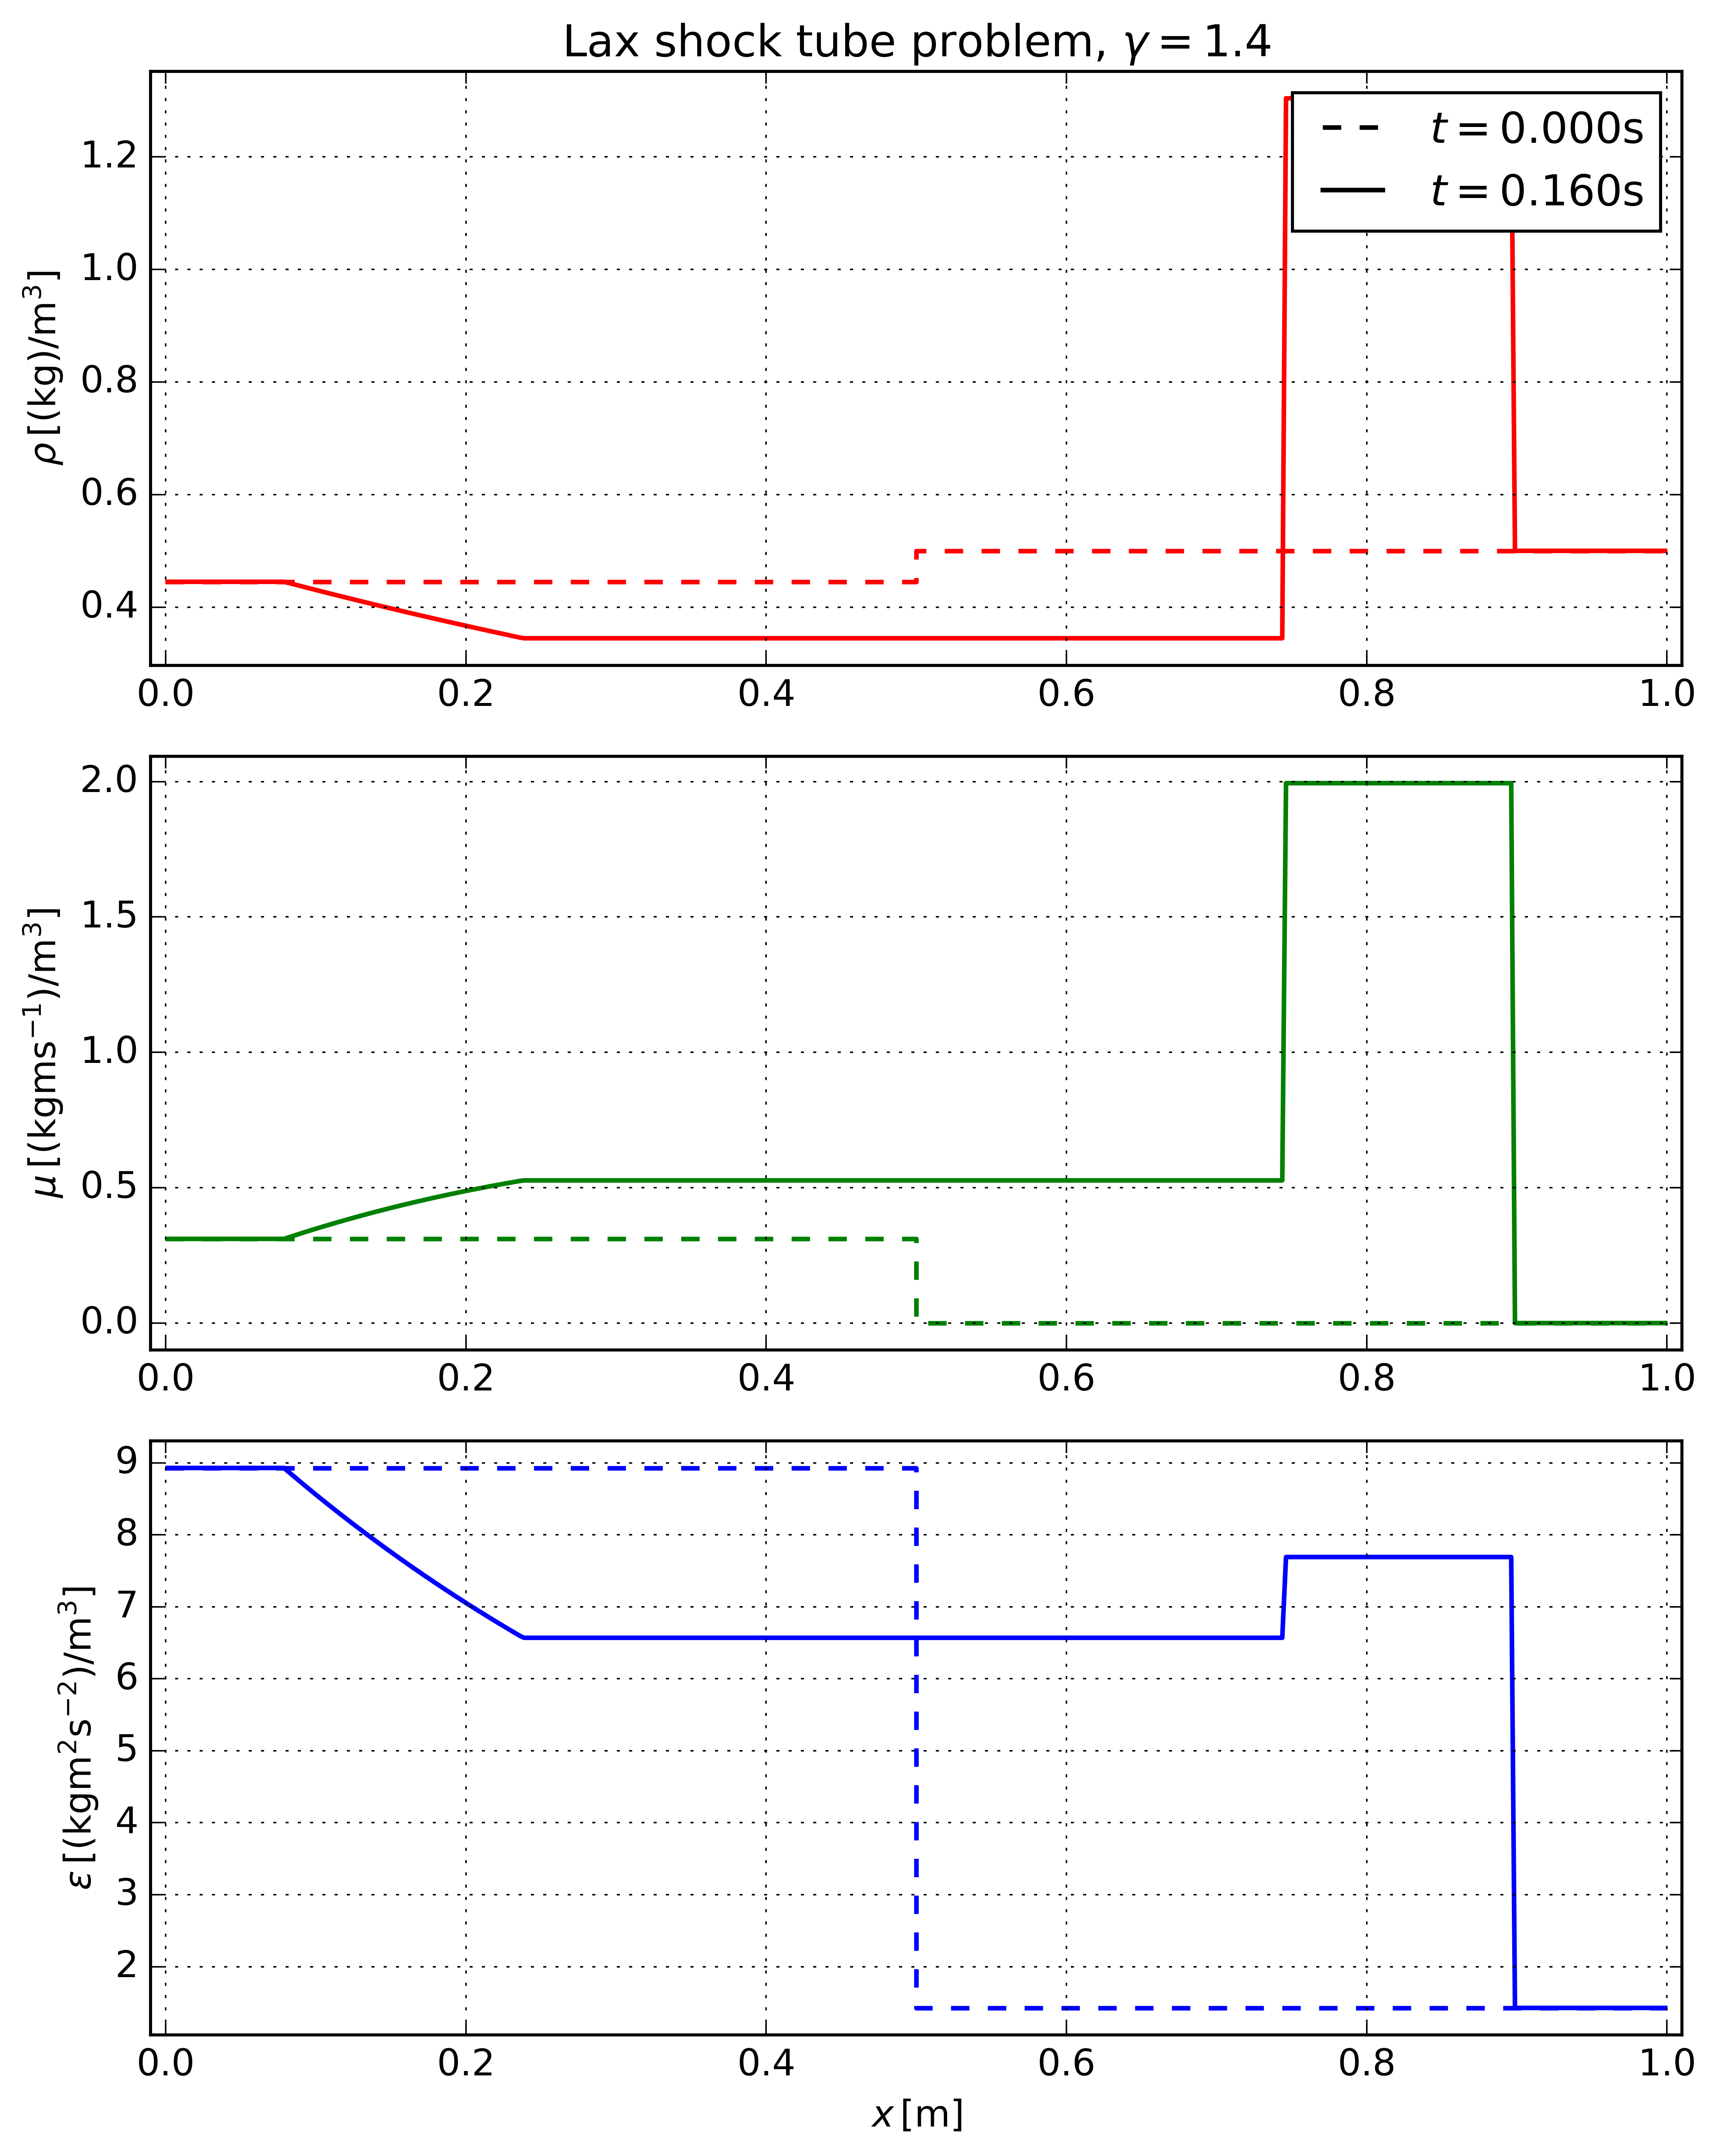 Lax shock tube problem, γ = 1.4
t = 0.000s
t = 0.160s
ρ [(kg)/m³]
1.2
1.0
0.8
0.6
0.4
0.0 0.2 0.4 0.6 0.8 1.0
μ [(kgms⁻¹)/m³]
2.0
1.5
1.0
0.5
0.0
0.0 0.2 0.4 0.6 0.8 1.0
ε [(kgm²s⁻²)/m³]
9
8
7
6
5
4
3
2
0.0 0.2 0.4 0.6 0.8 1.0
x [m]